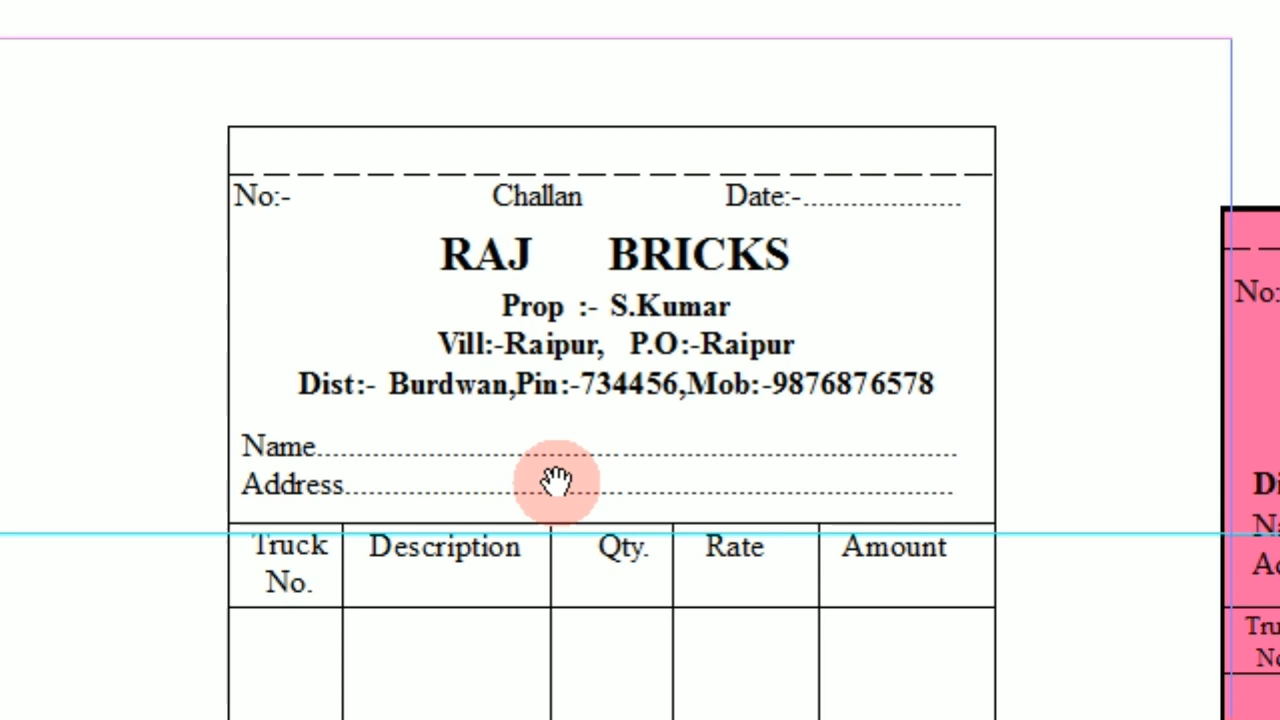 No:- Challan Date:-....................
RAJ BRICKS
Prop :- S.Kumar
Vill:-Raipur, P.O:-Raipur
Dist:- Burdwan,Pin:-734456,Mob:-9876876578
Name................................................................................
Address............................................................................
Truck No. Description Qty. Rate Amount
No: